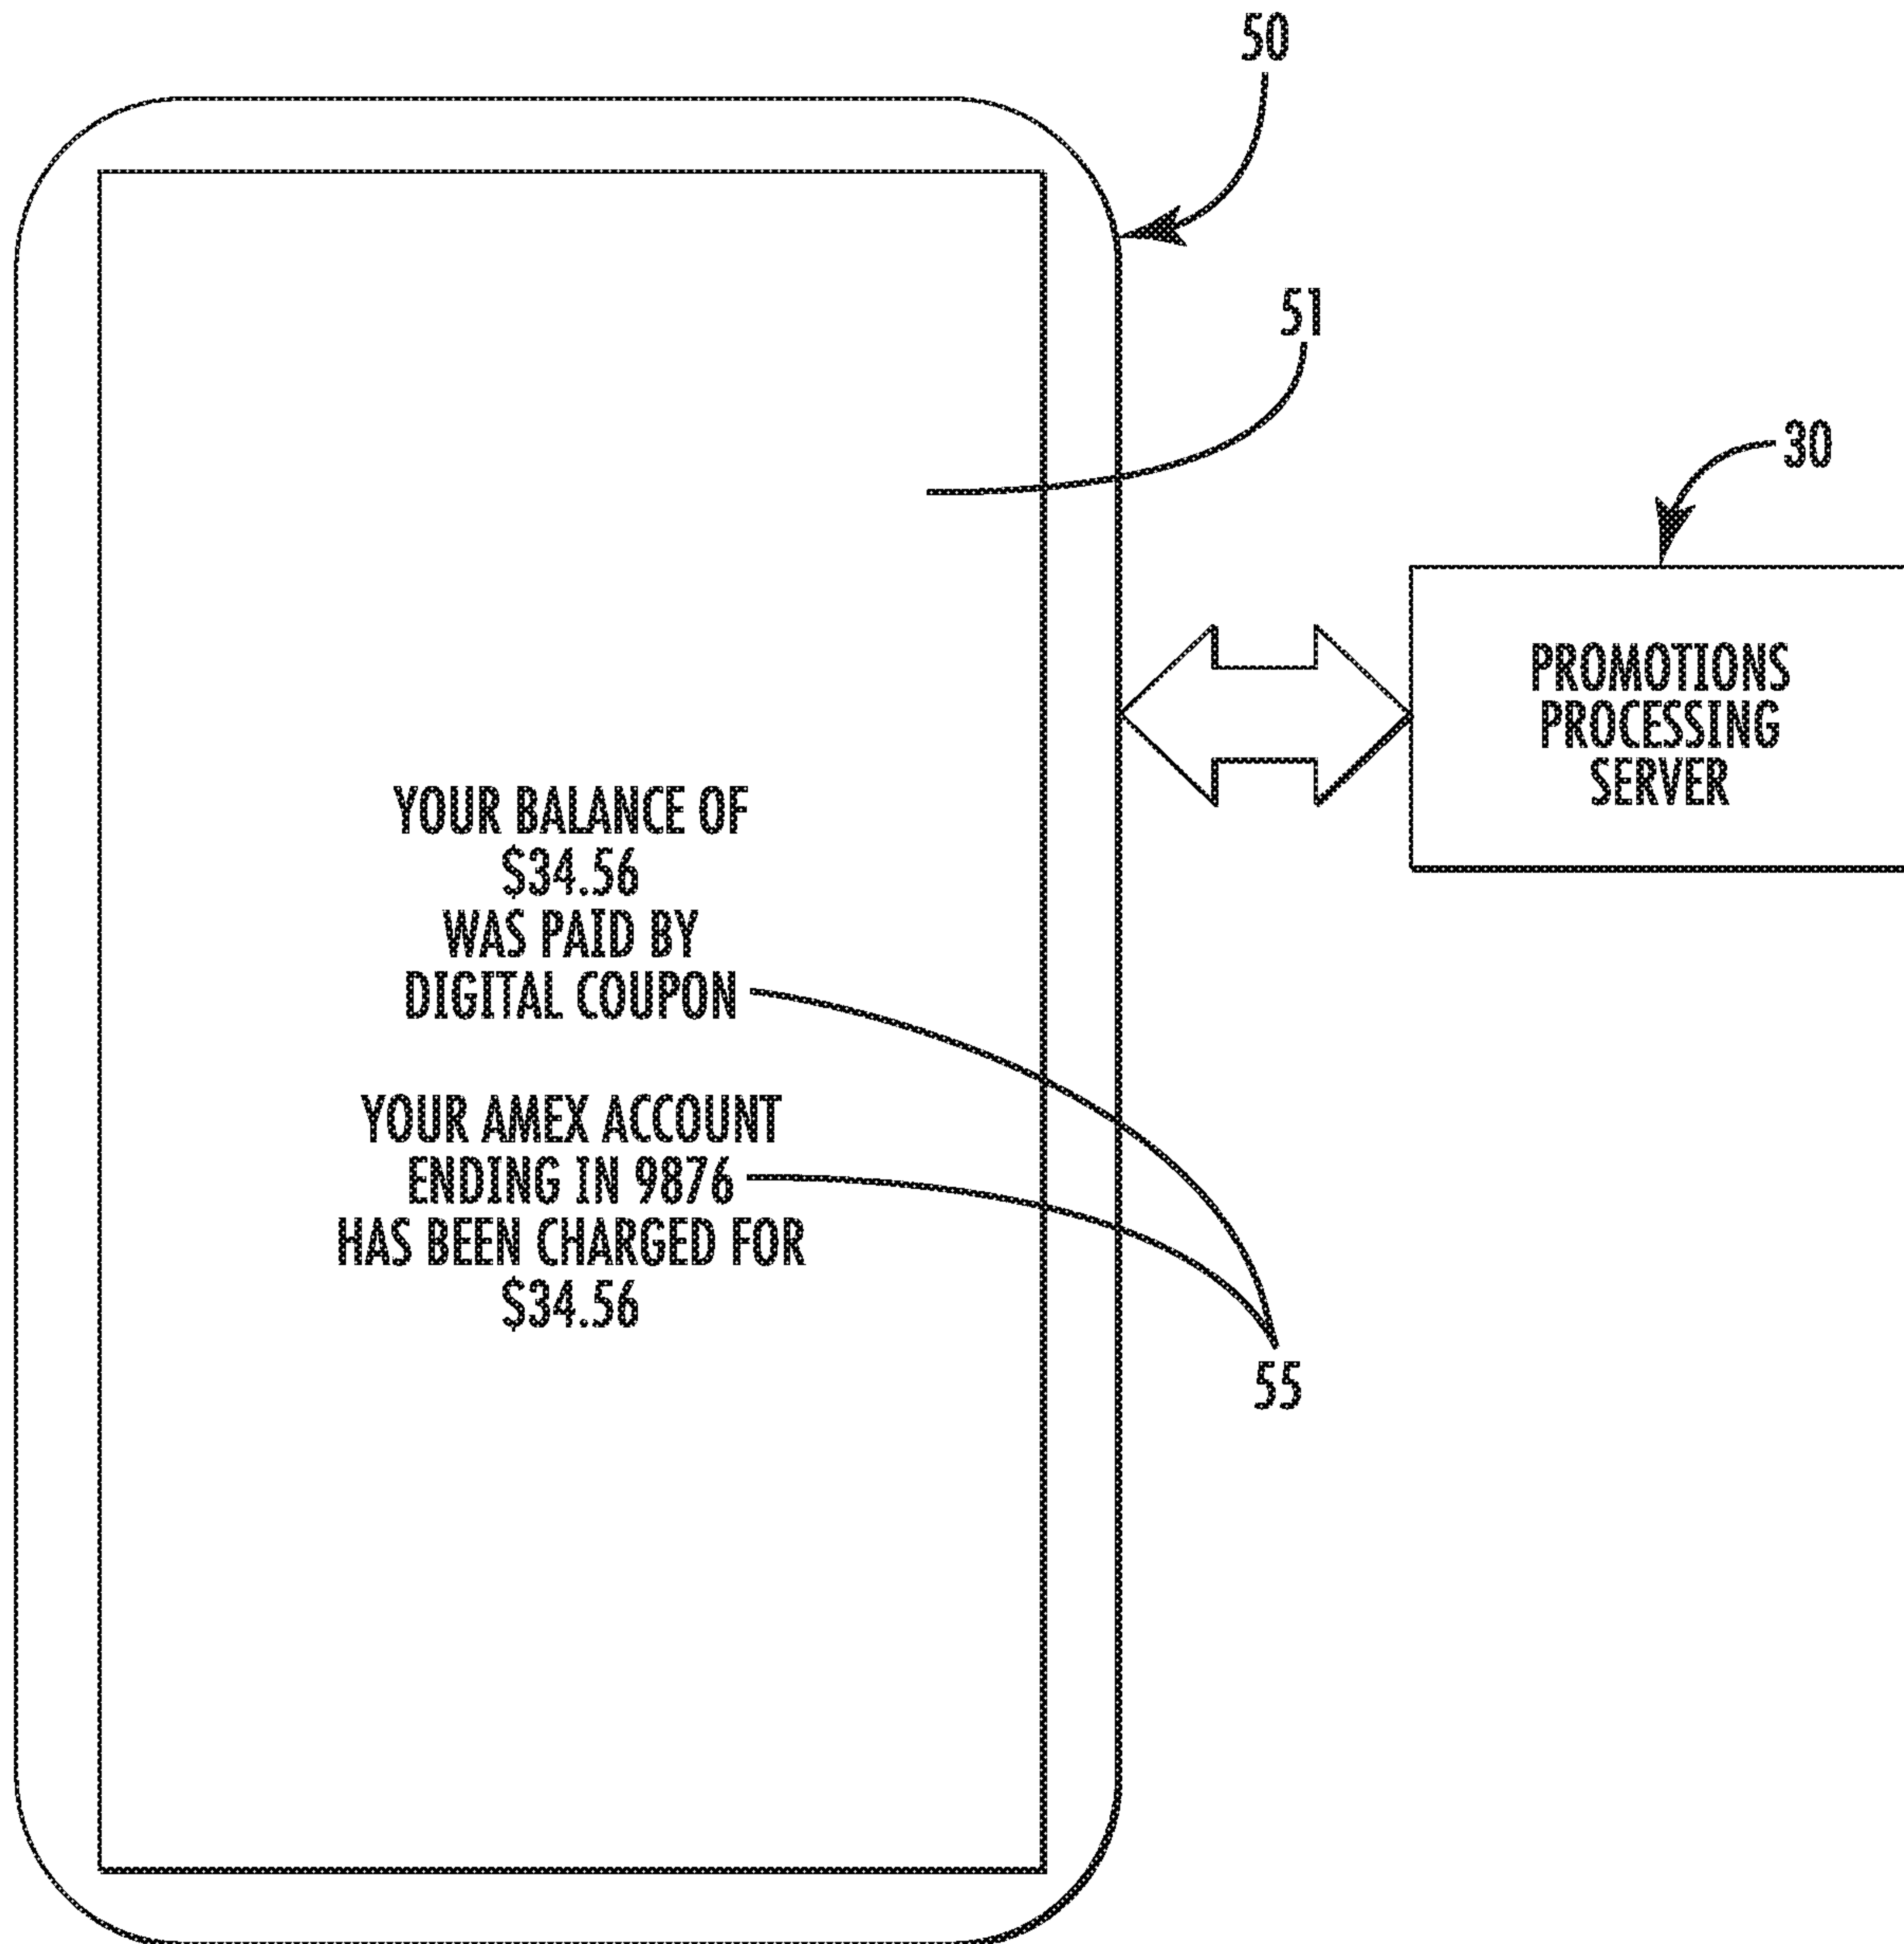 50
51
30
PROMOTIONS
PROCESSING
SERVER
YOUR BALANCE OF
$34.56
WAS PAID BY
DIGITAL COUPON
YOUR AMEX ACCOUNT
ENDING IN 9876
HAS BEEN CHARGED FOR
$34.56
55